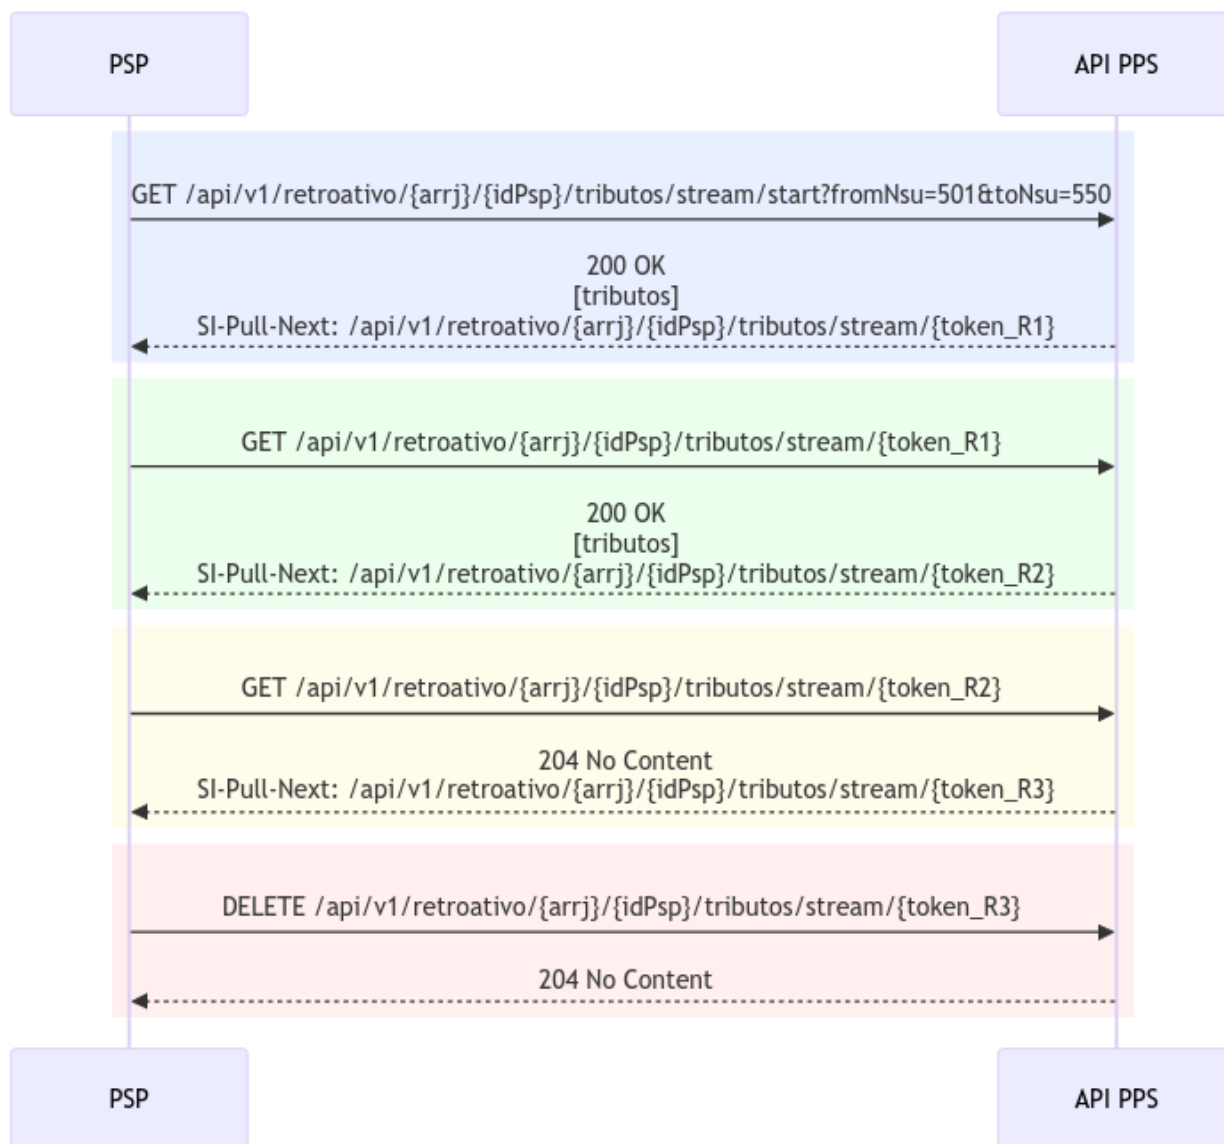 PSP
API PPS
GET /api/v1/retroativo/{arrj}/{idPsp}/tributos/stream/start?fromNsu=501&toNsu=550
200 OK
[tributos]
SI-Pull-Next: /api/v1/retroativo/{arrj}/{idPsp}/tributos/stream/{token_R1}
GET /api/v1/retroativo/{arrj}/{idPsp}/tributos/stream/{token_R1}
200 OK
[tributos]
SI-Pull-Next: /api/v1/retroativo/{arrj}/{idPsp}/tributos/stream/{token_R2}
GET /api/v1/retroativo/{arrj}/{idPsp}/tributos/stream/{token_R2}
204 No Content
SI-Pull-Next: /api/v1/retroativo/{arrj}/{idPsp}/tributos/stream/{token_R3}
DELETE /api/v1/retroativo/{arrj}/{idPsp}/tributos/stream/{token_R3}
204 No Content
PSP
API PPS